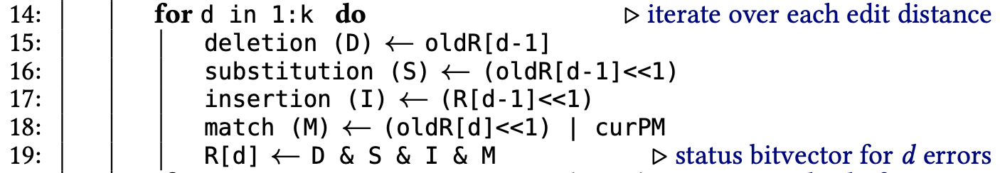 14: for d in 1:k do ▷ iterate over each edit distance
15: deletion (D) ← oldR[d-1]
16: substitution (S) ← (oldR[d-1]<<1)
17: insertion (I) ← (R[d-1]<<1)
18: match (M) ← (oldR[d]<<1) | curPM
19: R[d] ← D & S & I & M ▷ status bitvector for d errors